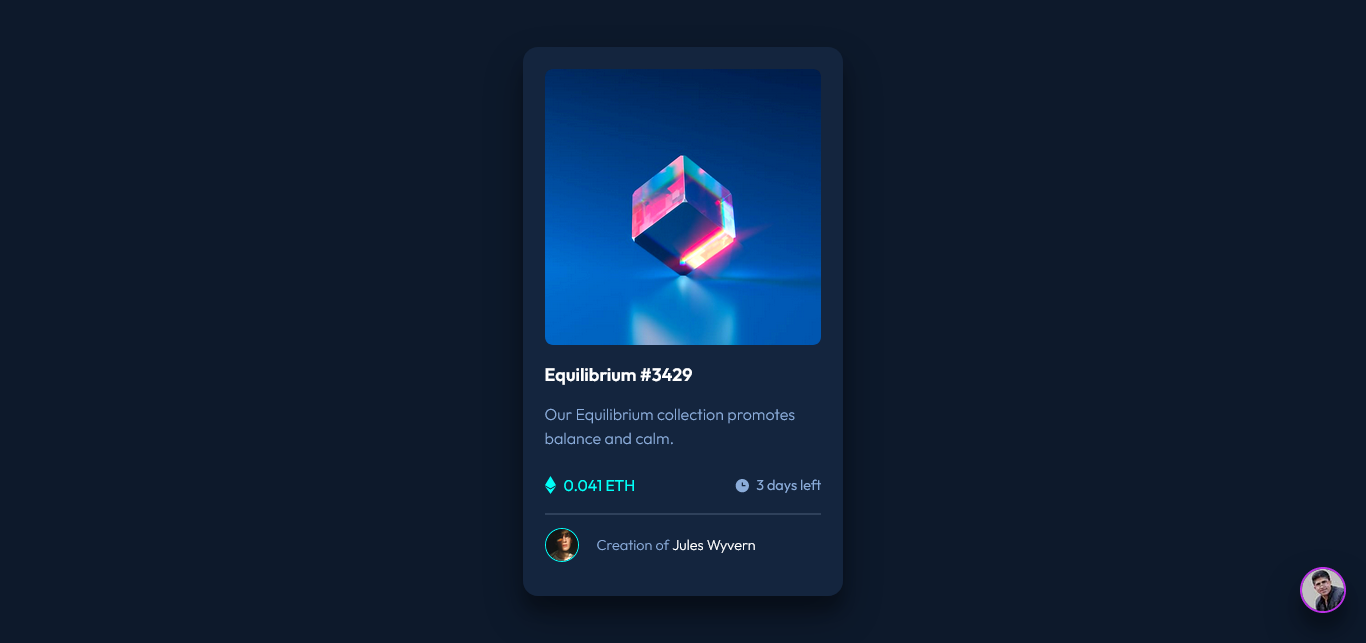 Equilibrium #3429
Our Equilibrium collection promotes
balance and calm.
0.041 ETH
3 days left
Creation of Jules Wyvern